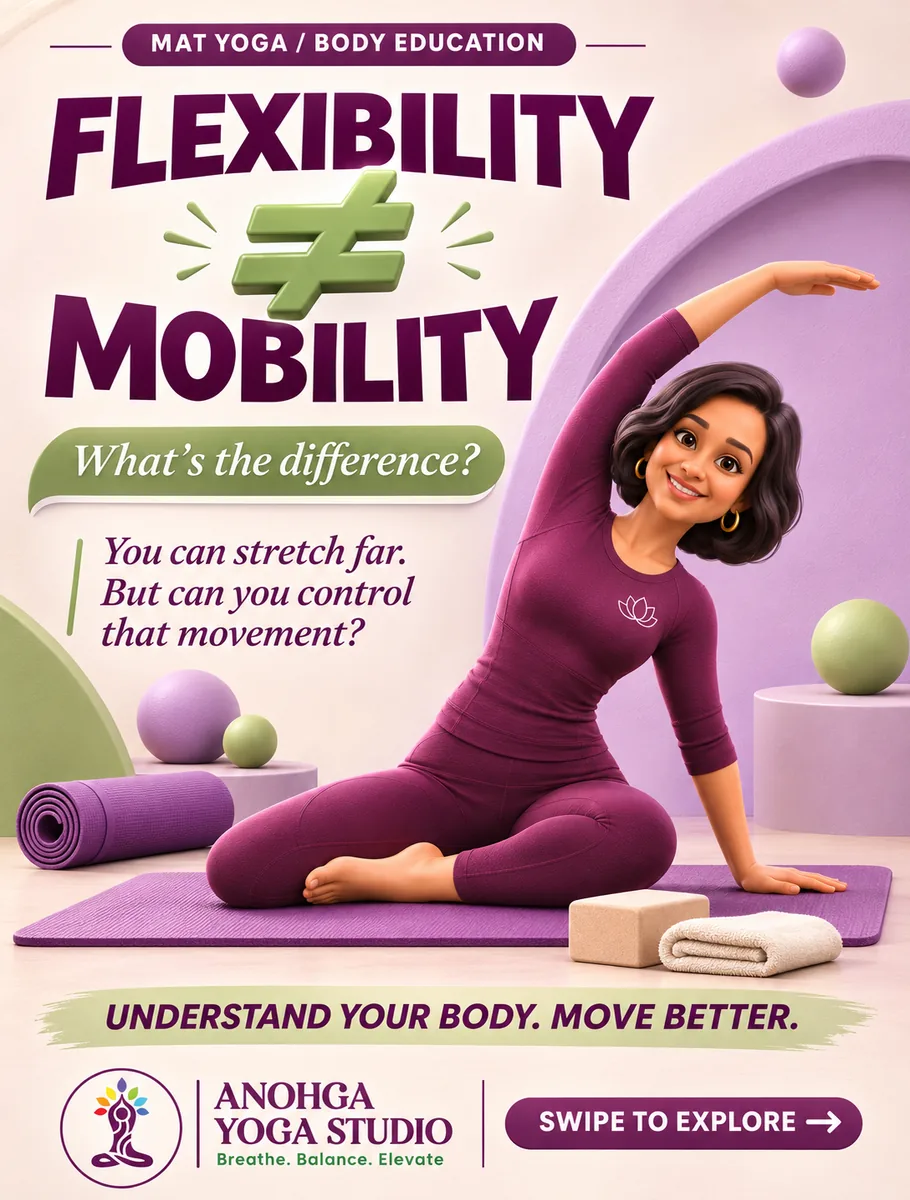 MAT YOGA / BODY EDUCATION
FLEXIBILITY
≠
MOBILITY
What's the difference?
You can stretch far.
But can you control
that movement?
UNDERSTAND YOUR BODY. MOVE BETTER.
ANOHGA
YOGA STUDIO
Breathe. Balance. Elevate
SWIPE TO EXPLORE →